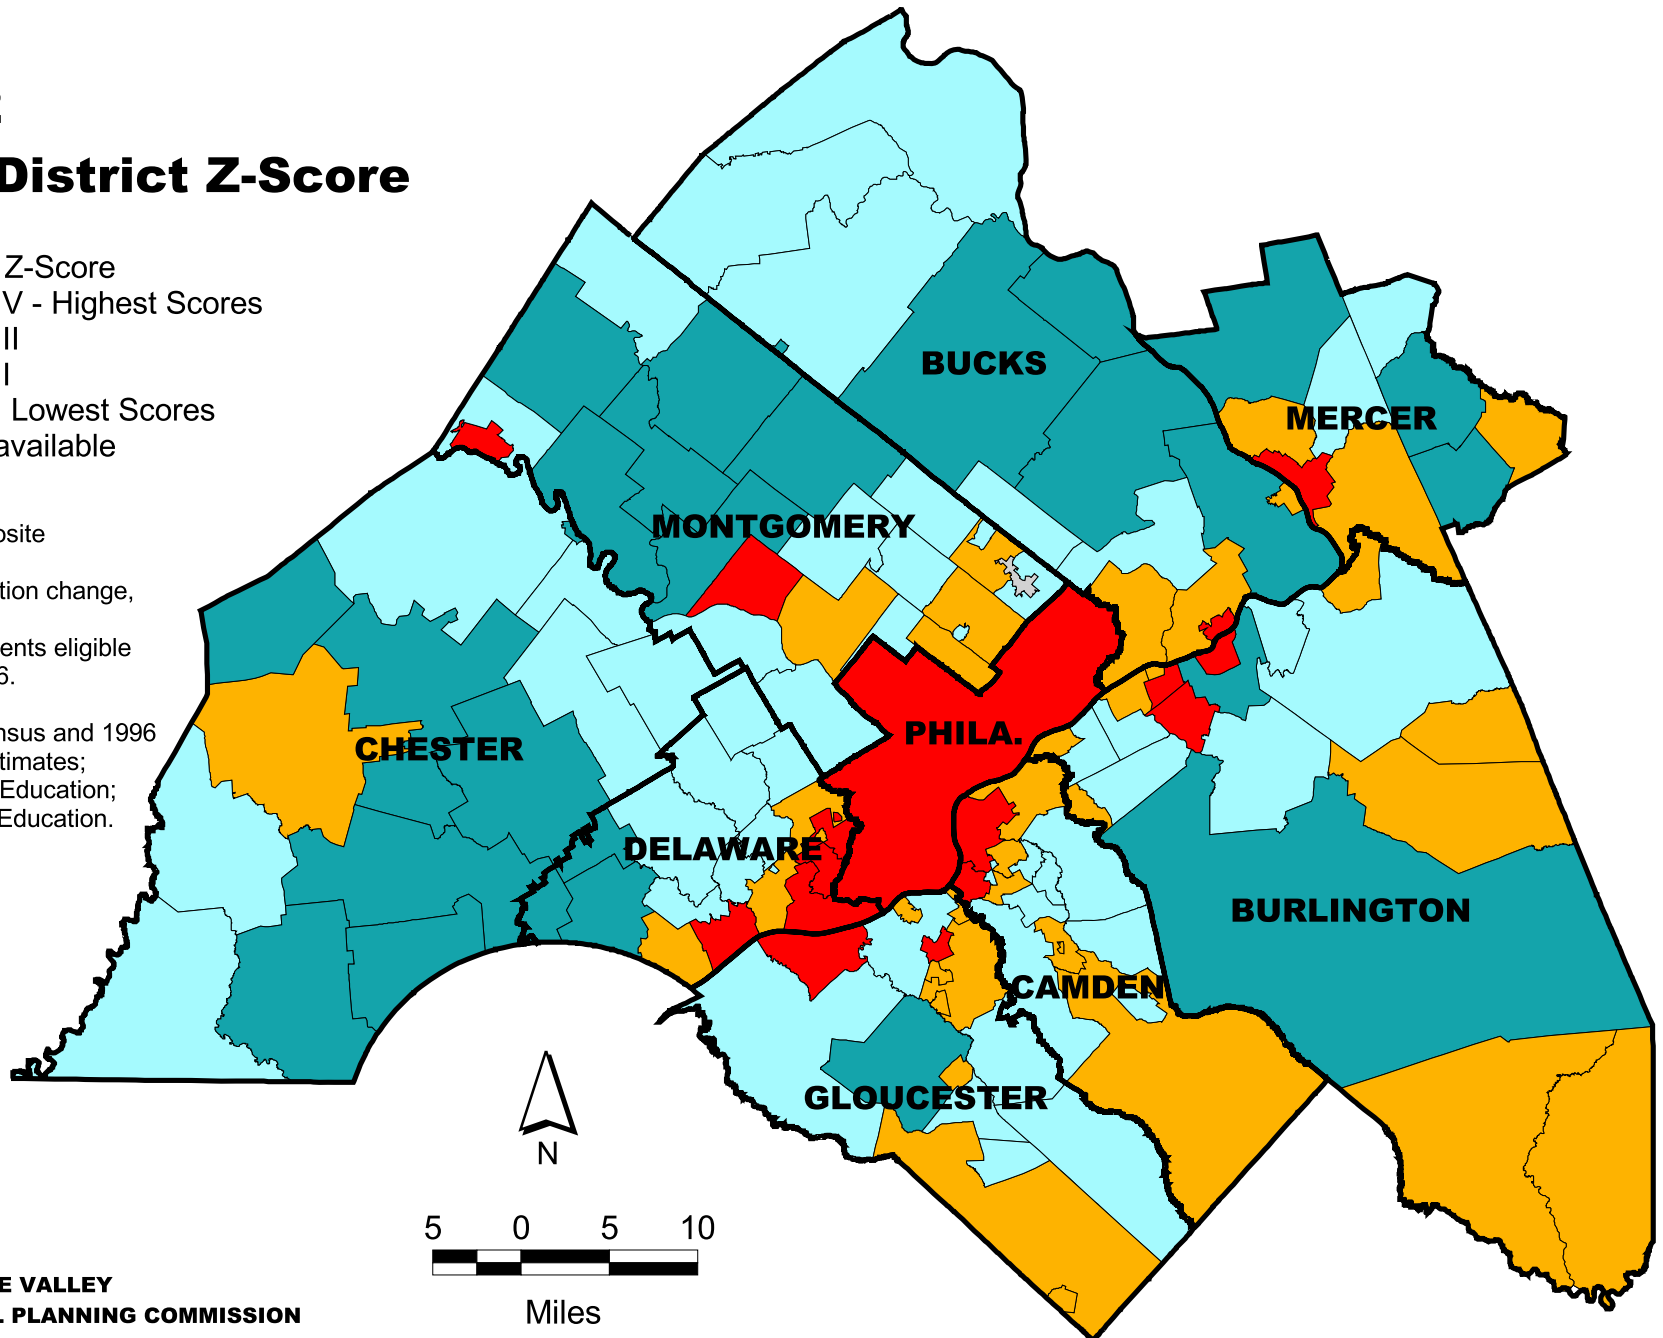 District Z-Score
Z-Score
V - Highest Scores
II
I
Lowest Scores
available
osite
tion change,
ents eligible
6.
nsus and 1996
timates;
Education;
Education.
BUCKS
MERCER
MONTGOMERY
CHESTER
PHILA.
DELAWARE
BURLINGTON
CAMDEN
GLOUCESTER
N
5 0 5 10
Miles
E VALLEY
PLANNING COMMISSION